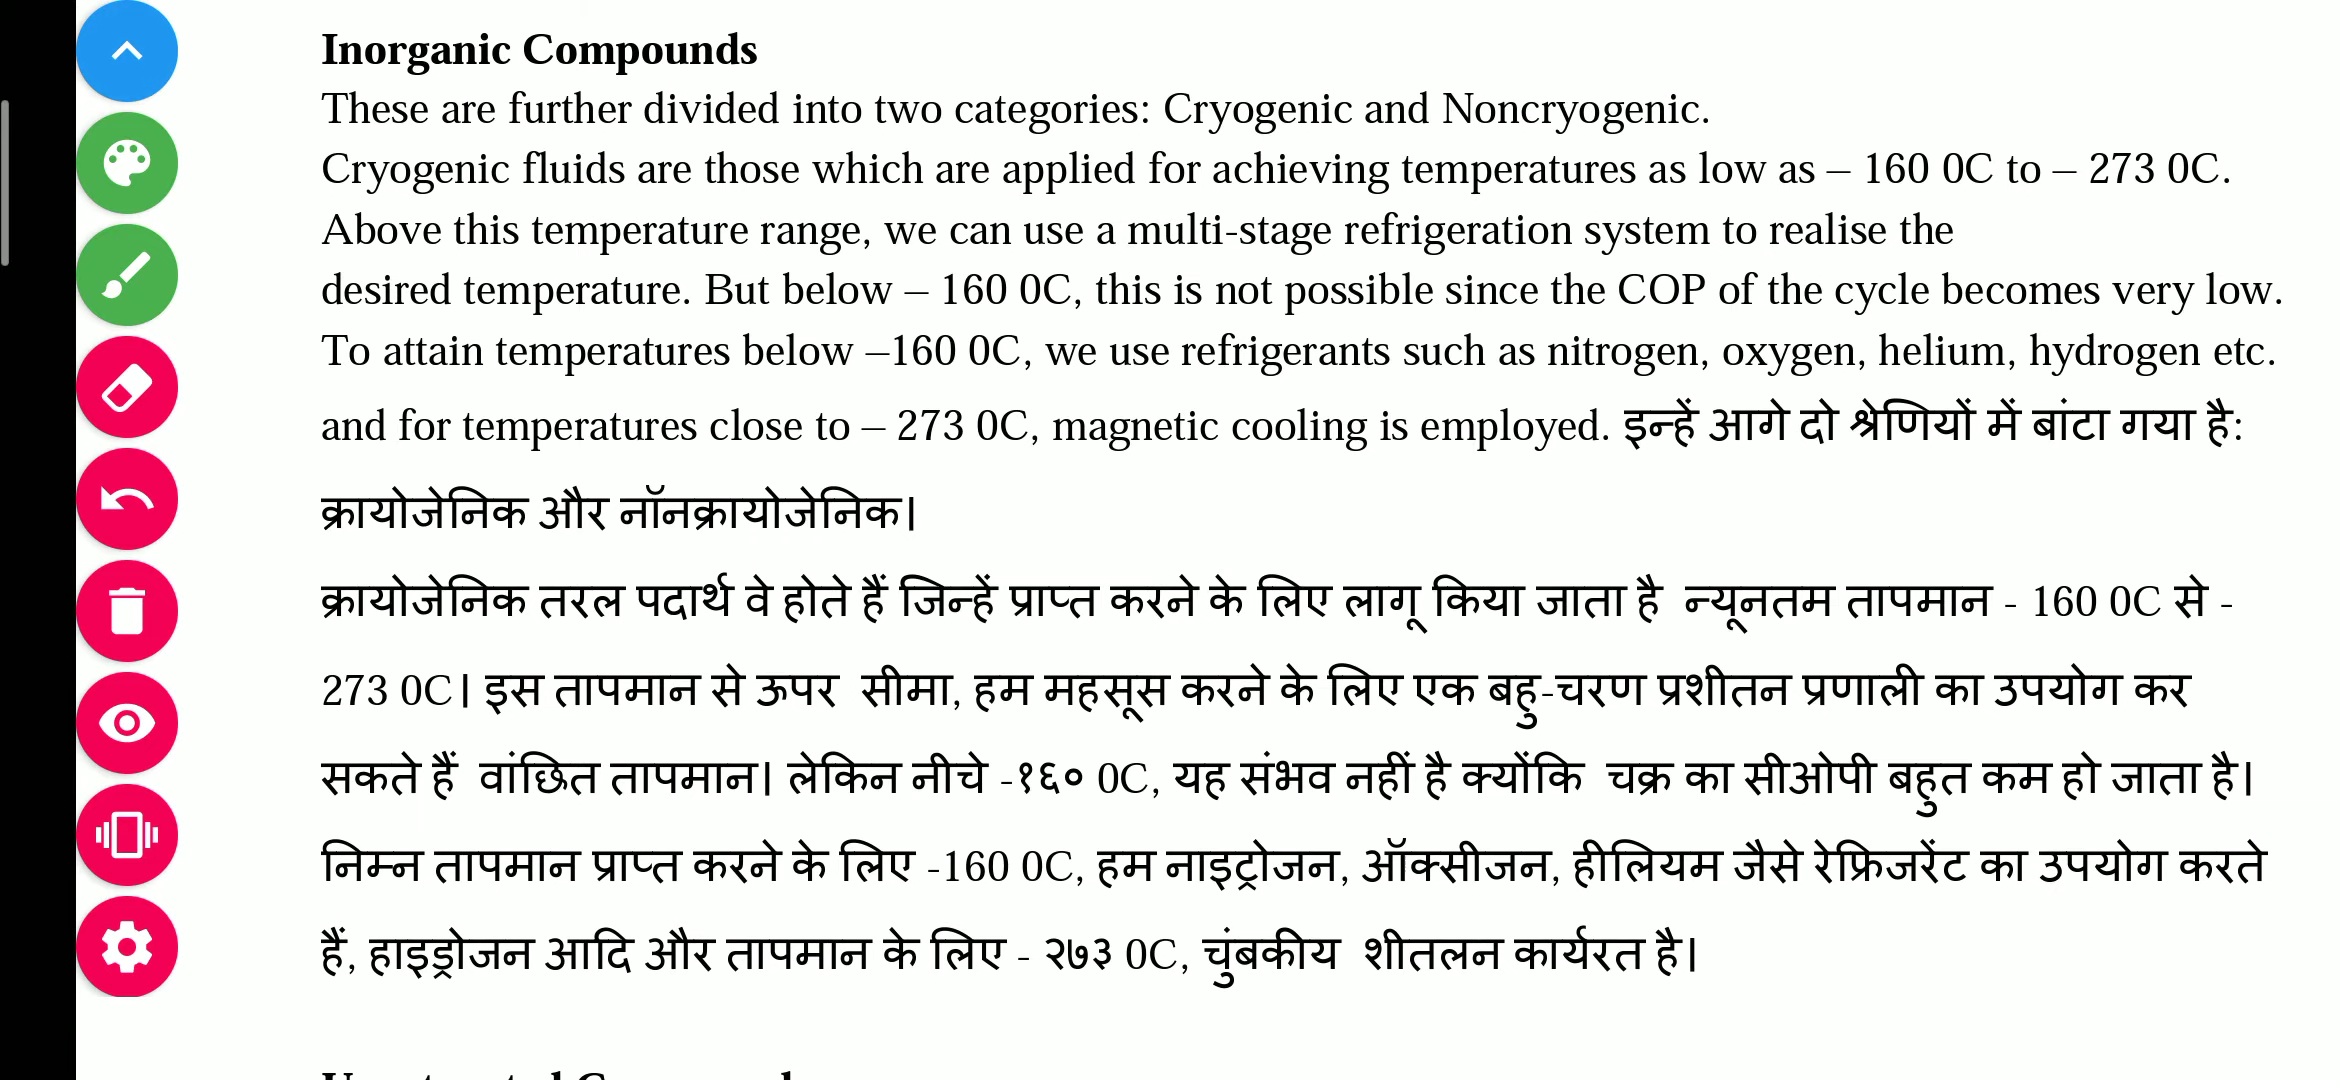 Inorganic Compounds
These are further divided into two categories: Cryogenic and Noncryogenic.
Cryogenic fluids are those which are applied for achieving temperatures as low as – 160 0C to – 273 0C.
Above this temperature range, we can use a multi-stage refrigeration system to realise the
desired temperature. But below – 160 0C, this is not possible since the COP of the cycle becomes very low.
To attain temperatures below –160 0C, we use refrigerants such as nitrogen, oxygen, helium, hydrogen etc.
and for temperatures close to – 273 0C, magnetic cooling is employed. इन्हें आगे दो श्रेणियों में बांटा गया है:
क्रायोजेनिक और नॉनक्रायोजेनिक।
क्रायोजेनिक तरल पदार्थ वे होते हैं जिन्हें प्राप्त करने के लिए लागू किया जाता है न्यूनतम तापमान - 160 0C से -
273 0C। इस तापमान से ऊपर सीमा, हम महसूस करने के लिए एक बहु-चरण प्रशीतन प्रणाली का उपयोग कर
सकते हैं वांछित तापमान। लेकिन नीचे -१६० 0C, यह संभव नहीं है क्योंकि चक्र का सीओपी बहुत कम हो जाता है।
निम्न तापमान प्राप्त करने के लिए -160 0C, हम नाइट्रोजन, ऑक्सीजन, हीलियम जैसे रेफ्रिजरेंट का उपयोग करते
हैं, हाइड्रोजन आदि और तापमान के लिए - २७३ 0C, चुंबकीय शीतलन कार्यरत है।